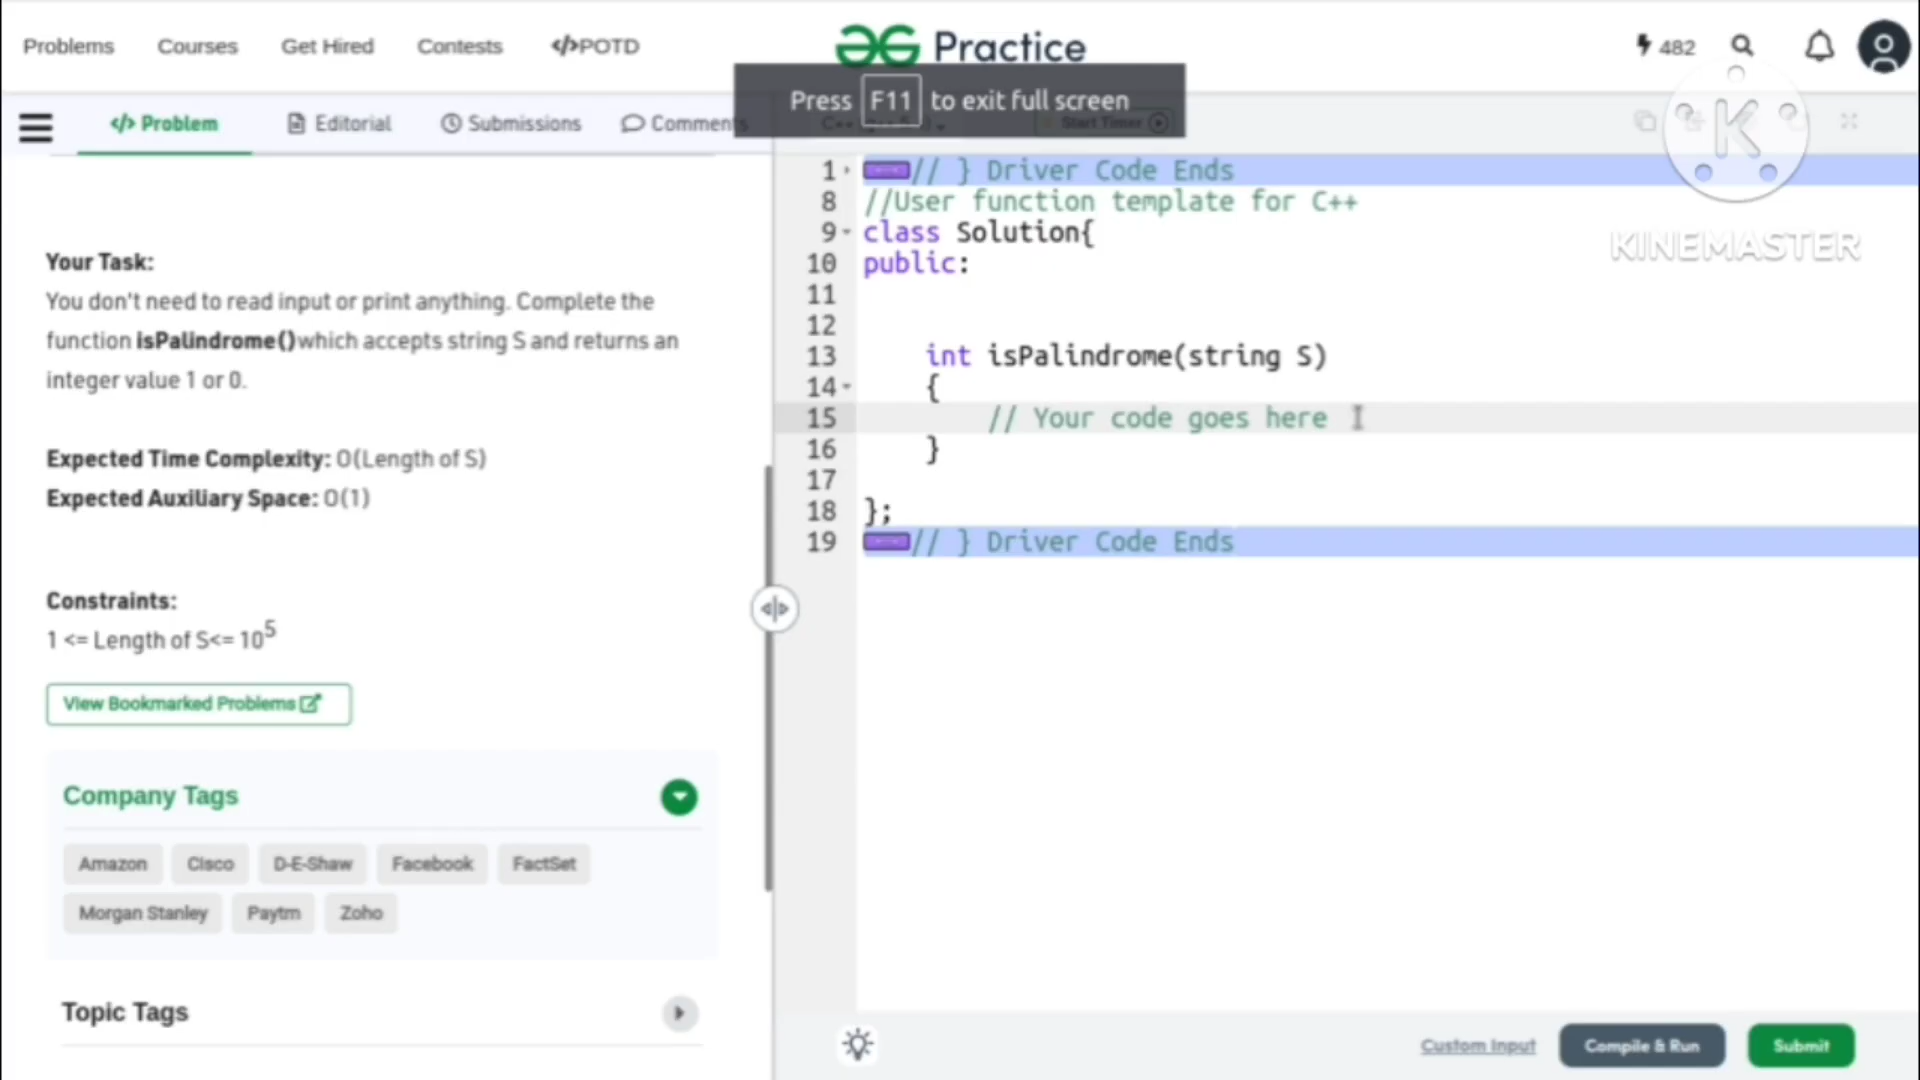 Problems Courses Get Hired Contests </>POTD Practice 482
Press F11 to exit full screen
</> Problem Editorial Submissions Comments Start Timer
Your Task:
You don't need to read input or print anything. Complete the
function isPalindrome() which accepts string S and returns an
integer value 1 or 0.
Expected Time Complexity: O(Length of S)
Expected Auxiliary Space: O(1)
Constraints:
1 <= Length of S<= 10^5
View Bookmarked Problems
Company Tags
Amazon Cisco D-E-Shaw Facebook FactSet
Morgan Stanley Paytm Zoho
Topic Tags
1 // } Driver Code Ends
8 //User function template for C++
9 class Solution{
10 public:
11
12
13 int isPalindrome(string S)
14 {
15 // Your code goes here
16 }
17
18 };
19 // } Driver Code Ends
K
KINEMASTER
Custom Input Compile & Run Submit